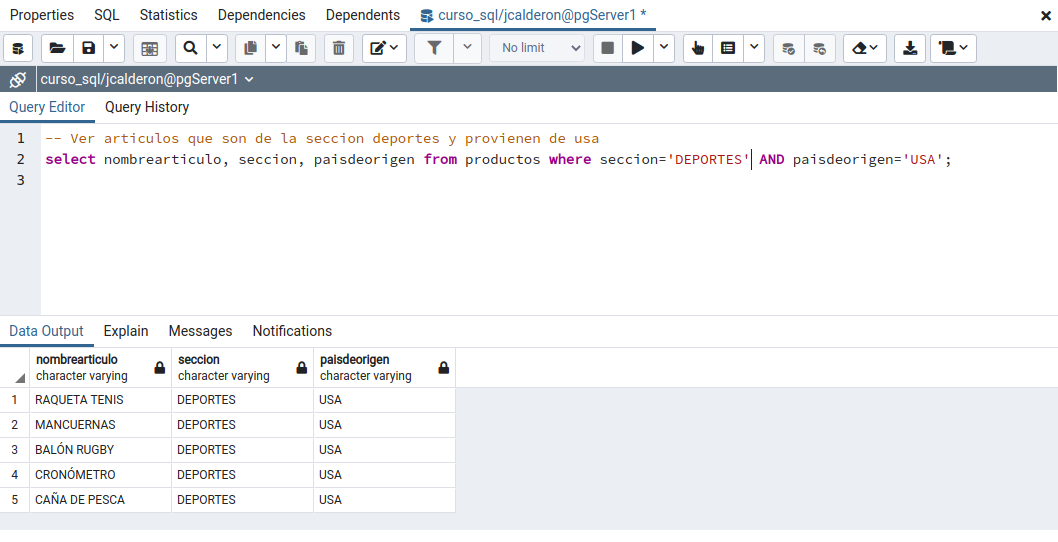 Properties SQL Statistics Dependencies Dependents curso_sql/jcalderon@pgServer1 *
No limit
curso_sql/jcalderon@pgServer1
Query Editor Query History
1 -- Ver articulos que son de la seccion deportes y provienen de usa
2 select nombrearticulo, seccion, paisdeorigen from productos where seccion='DEPORTES' AND paisdeorigen='USA';
3
Data Output Explain Messages Notifications
nombrearticulo seccion paisdeorigen
character varying character varying character varying
1 RAQUETA TENIS DEPORTES USA
2 MANCUERNAS DEPORTES USA
3 BALÓN RUGBY DEPORTES USA
4 CRONÓMETRO DEPORTES USA
5 CAÑA DE PESCA DEPORTES USA